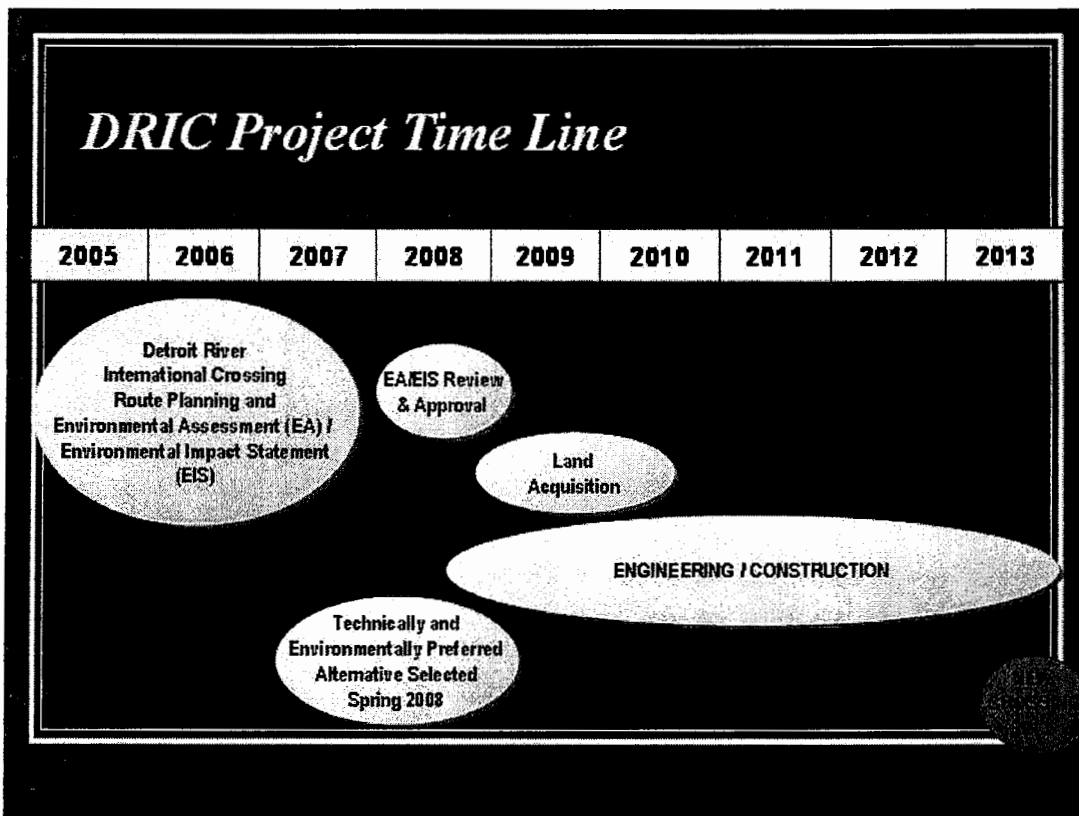 DRIC Project Time Line
2005 2006 2007 2008 2009 2010 2011 2012 2013
Detroit River
International Crossing
Route Planning and
Environmental Assessment (EA) /
Environmental Impact Statement
(EIS)
EA/EIS Review
& Approval
Land
Acquisition
ENGINEERING / CONSTRUCTION
Technically and
Environmentally Preferred
Alternative Selected
Spring 2008